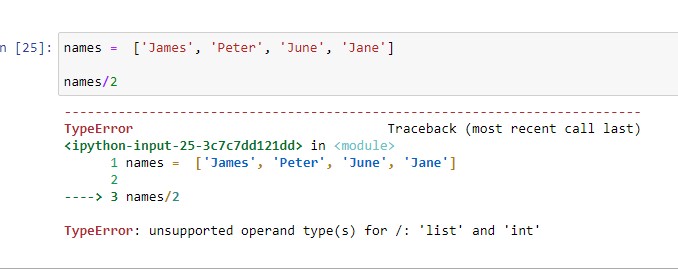 n [25]: names =  ['James', 'Peter', 'June', 'Jane']
names/2
---------------------------------------------------------------------------
TypeError                                 Traceback (most recent call last)
<ipython-input-25-3c7c7dd121dd> in <module>
      1 names =  ['James', 'Peter', 'June', 'Jane']
      2
----> 3 names/2
TypeError: unsupported operand type(s) for /: 'list' and 'int'